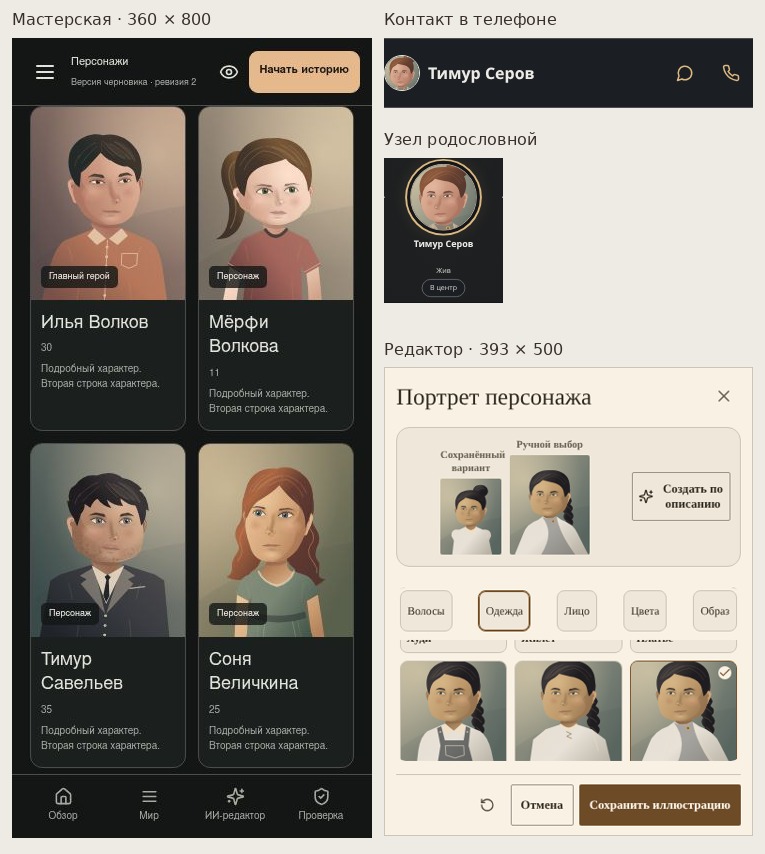 Мастерская · 360 × 800
Персонажи
Версия черновика · ревизия 2
Начать историю
Главный герой
Персонаж
Илья Волков
30
Подробный характер.
Вторая строка характера.
Мёрфи
Волкова
11
Подробный характер.
Вторая строка характера.
Персонаж
Персонаж
Тимур
Савельев
35
Подробный характер.
Вторая строка характера.
Соня
Величкина
25
Подробный характер.
Вторая строка характера.
Обзор
Мир
ИИ-редактор
Проверка
Контакт в телефоне
Тимур Серов
Узел родословной
Тимур Серов
Жив
В центр
Редактор · 393 × 500
Портрет персонажа
Сохранённый
вариант
Ручной выбор
Создать по
описанию
Волосы
Одежда
Лицо
Цвета
Образ
Худи
Жилет
Платье
Отмена
Сохранить иллюстрацию